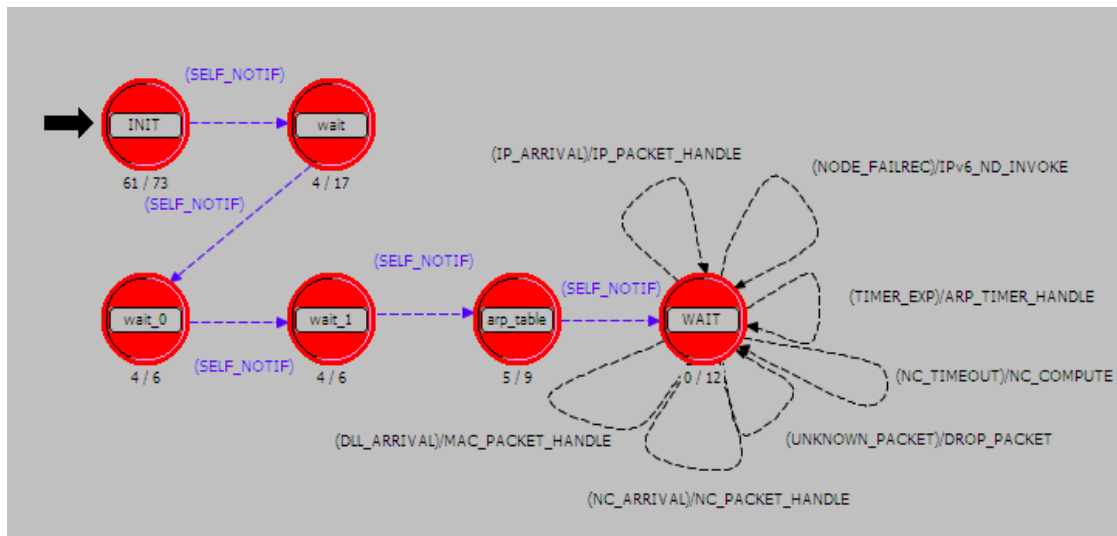 (SELF_NOTIF)
INIT
wait
61 / 73
4 / 17
(SELF_NOTIF)
(IP_ARRIVAL)/IP_PACKET_HANDLE
(NODE_FAILREC)/IPv6_ND_INVOKE
(SELF_NOTIF)
(SELF_NOTIF)
(TIMER_EXP)/ARP_TIMER_HANDLE
wait_0
wait_1
arp_table
WAIT
(SELF_NOTIF)
4 / 6
4 / 6
5 / 9
0 / 12
(NC_TIMEOUT)/NC_COMPUTE
(DLL_ARRIVAL)/MAC_PACKET_HANDLE
(UNKNOWN_PACKET)/DROP_PACKET
(NC_ARRIVAL)/NC_PACKET_HANDLE